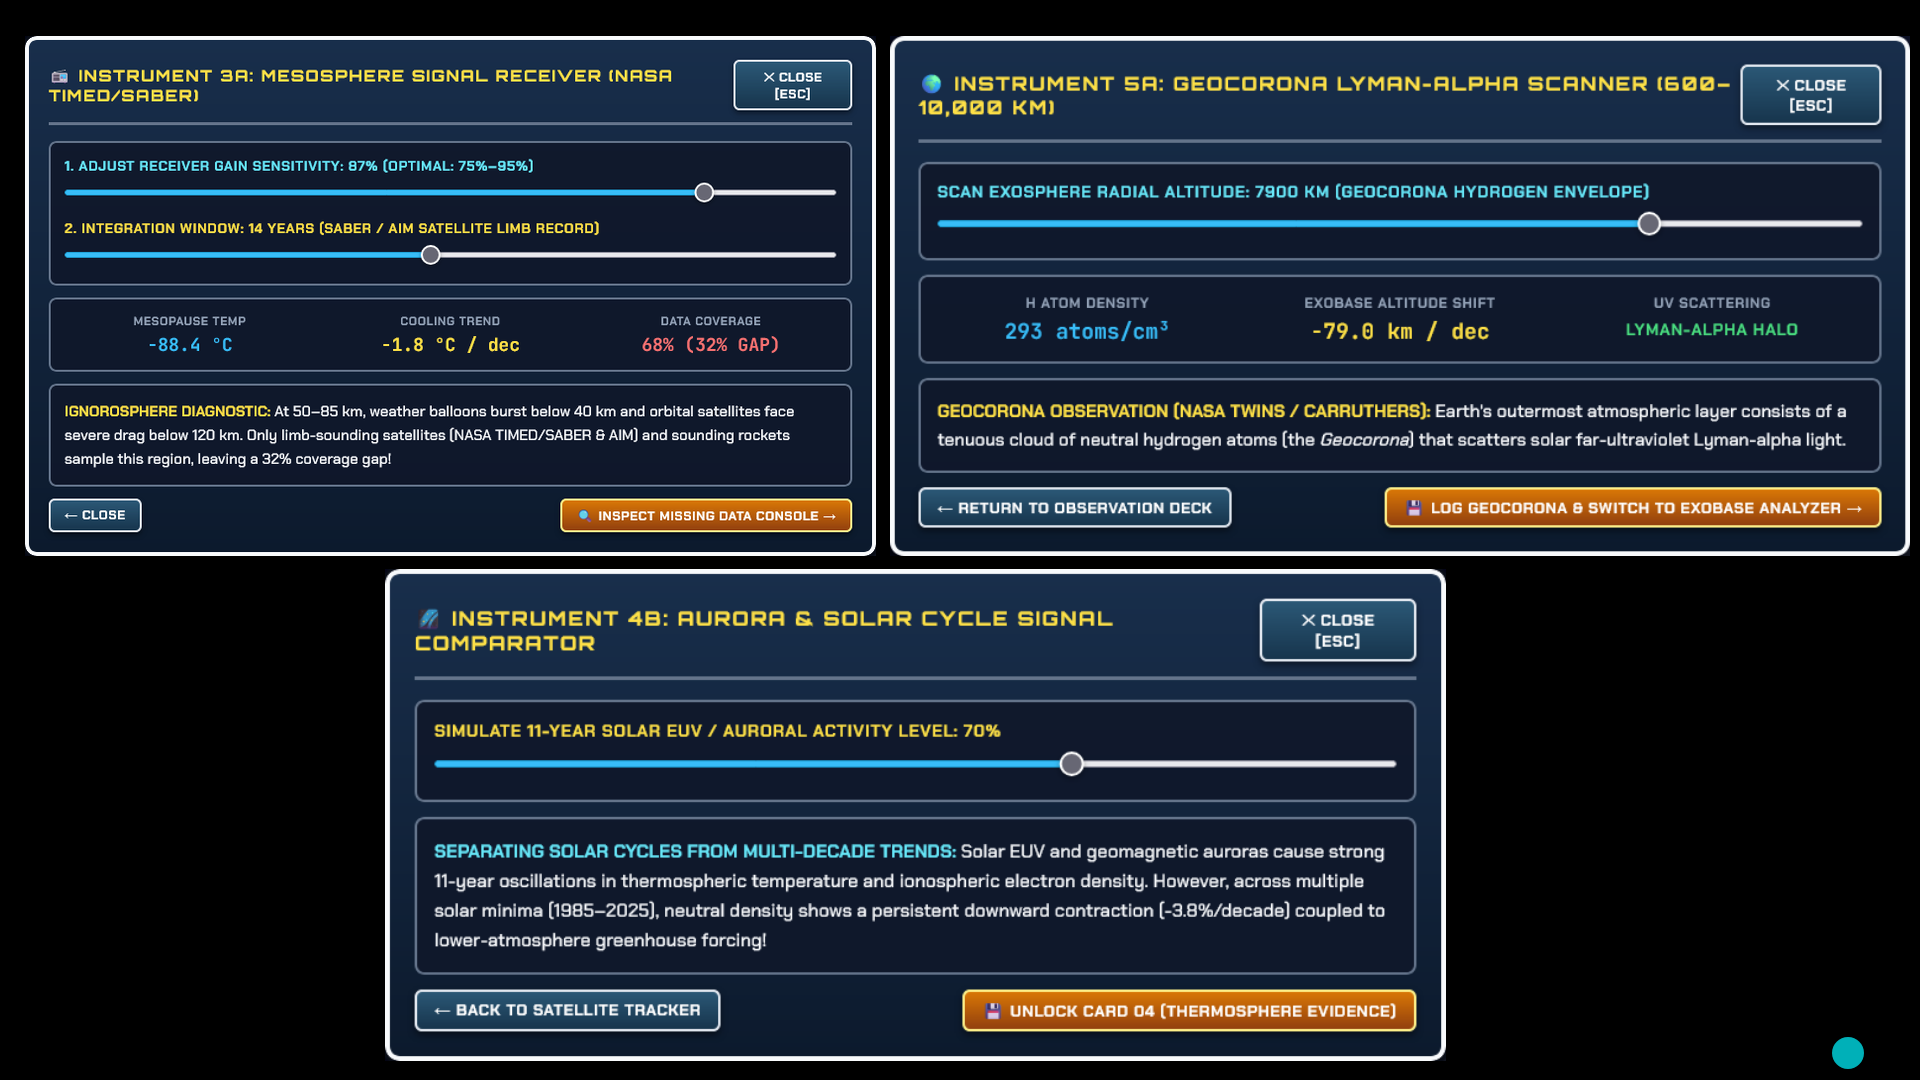 INSTRUMENT 3A: MESOSPHERE SIGNAL RECEIVER (NASA
TIMED/SABER)
✕ CLOSE
[ESC]
1. ADJUST RECEIVER GAIN SENSITIVITY: 87% (OPTIMAL: 75%–95%)
2. INTEGRATION WINDOW: 14 YEARS (SABER / AIM SATELLITE LIMB RECORD)
MESOPAUSE TEMP
-88.4 °C
COOLING TREND
-1.8 °C / dec
DATA COVERAGE
68% (32% GAP)
IGNOROSPHERE DIAGNOSTIC: At 50–85 km, weather balloons burst below 40 km and orbital satellites face
severe drag below 120 km. Only limb-sounding satellites (NASA TIMED/SABER & AIM) and sounding rockets
sample this region, leaving a 32% coverage gap!
← CLOSE
INSPECT MISSING DATA CONSOLE →
INSTRUMENT 5A: GEOCORONA LYMAN-ALPHA SCANNER (600–
10,000 KM)
✕ CLOSE
[ESC]
SCAN EXOSPHERE RADIAL ALTITUDE: 7900 KM (GEOCORONA HYDROGEN ENVELOPE)
H ATOM DENSITY
293 atoms/cm³
EXOBASE ALTITUDE SHIFT
-79.0 km / dec
UV SCATTERING
LYMAN-ALPHA HALO
GEOCORONA OBSERVATION (NASA TWINS / CARRUTHERS): Earth's outermost atmospheric layer consists of a
tenuous cloud of neutral hydrogen atoms (the Geocorona) that scatters solar far-ultraviolet Lyman-alpha light.
← RETURN TO OBSERVATION DECK
LOG GEOCORONA & SWITCH TO EXOBASE ANALYZER →
INSTRUMENT 4B: AURORA & SOLAR CYCLE SIGNAL
COMPARATOR
✕ CLOSE
[ESC]
SIMULATE 11-YEAR SOLAR EUV / AURORAL ACTIVITY LEVEL: 70%
SEPARATING SOLAR CYCLES FROM MULTI-DECADE TRENDS: Solar EUV and geomagnetic auroras cause strong
11-year oscillations in thermospheric temperature and ionospheric electron density. However, across multiple
solar minima (1985–2025), neutral density shows a persistent downward contraction (-3.8%/decade) coupled to
lower-atmosphere greenhouse forcing!
← BACK TO SATELLITE TRACKER
UNLOCK CARD 04 (THERMOSPHERE EVIDENCE)